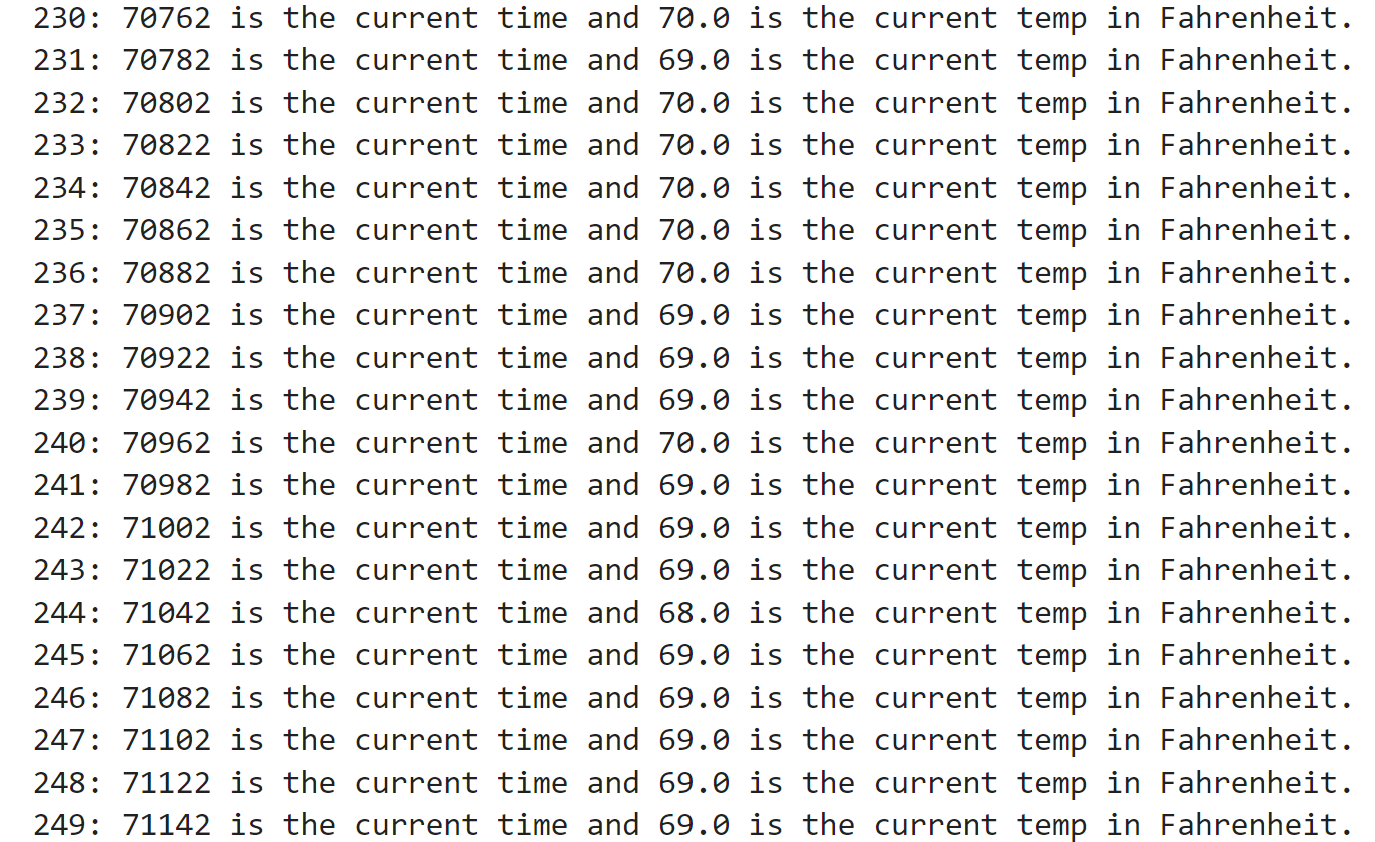 230: 70762 is the current time and 70.0 is the current temp in Fahrenheit.
231: 70782 is the current time and 69.0 is the current temp in Fahrenheit.
232: 70802 is the current time and 70.0 is the current temp in Fahrenheit.
233: 70822 is the current time and 70.0 is the current temp in Fahrenheit.
234: 70842 is the current time and 70.0 is the current temp in Fahrenheit.
235: 70862 is the current time and 70.0 is the current temp in Fahrenheit.
236: 70882 is the current time and 70.0 is the current temp in Fahrenheit.
237: 70902 is the current time and 69.0 is the current temp in Fahrenheit.
238: 70922 is the current time and 69.0 is the current temp in Fahrenheit.
239: 70942 is the current time and 69.0 is the current temp in Fahrenheit.
240: 70962 is the current time and 70.0 is the current temp in Fahrenheit.
241: 70982 is the current time and 69.0 is the current temp in Fahrenheit.
242: 71002 is the current time and 69.0 is the current temp in Fahrenheit.
243: 71022 is the current time and 69.0 is the current temp in Fahrenheit.
244: 71042 is the current time and 68.0 is the current temp in Fahrenheit.
245: 71062 is the current time and 69.0 is the current temp in Fahrenheit.
246: 71082 is the current time and 69.0 is the current temp in Fahrenheit.
247: 71102 is the current time and 69.0 is the current temp in Fahrenheit.
248: 71122 is the current time and 69.0 is the current temp in Fahrenheit.
249: 71142 is the current time and 69.0 is the current temp in Fahrenheit.